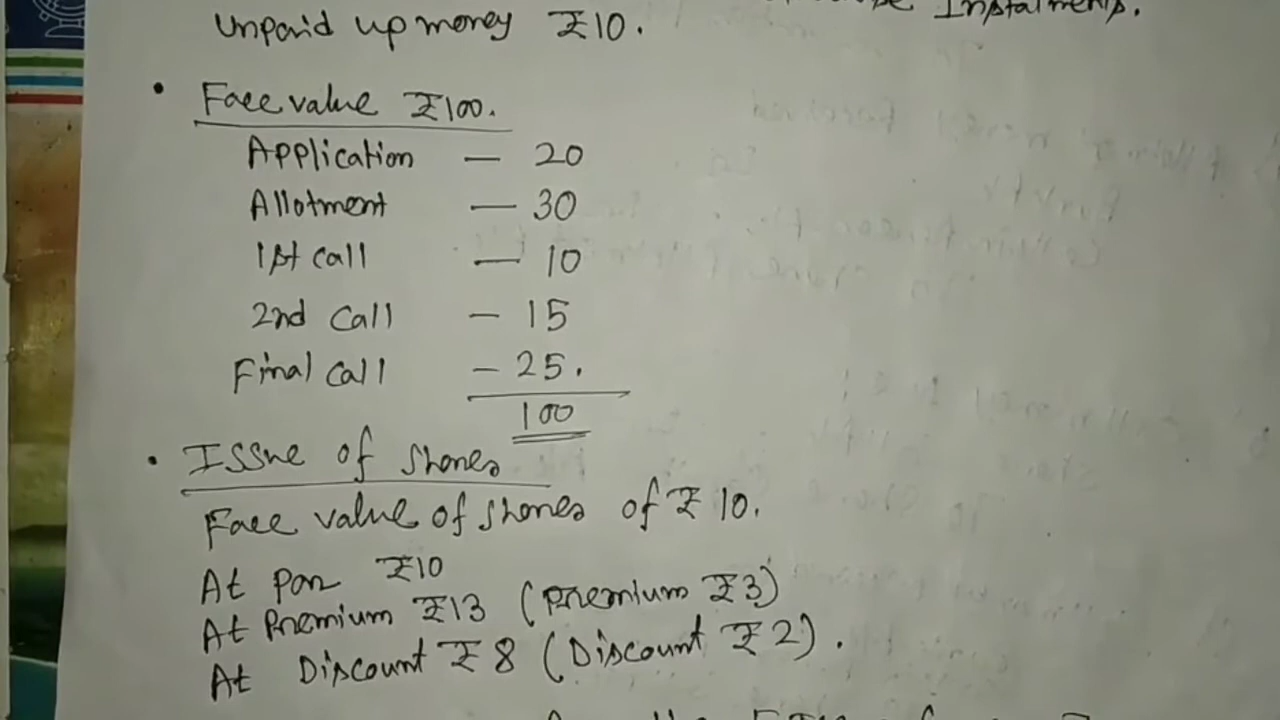 Instalments.
Unpaid up money ₹10.
• Face value ₹100.
Application — 20
Allotment — 30
1st call — 10
2nd call — 15
Final call — 25.
100
• Issue of shares
Face value of shares of ₹ 10.
At par ₹10
At Premium ₹13 (Premium ₹3)
At Discount ₹8 (Discount ₹2).